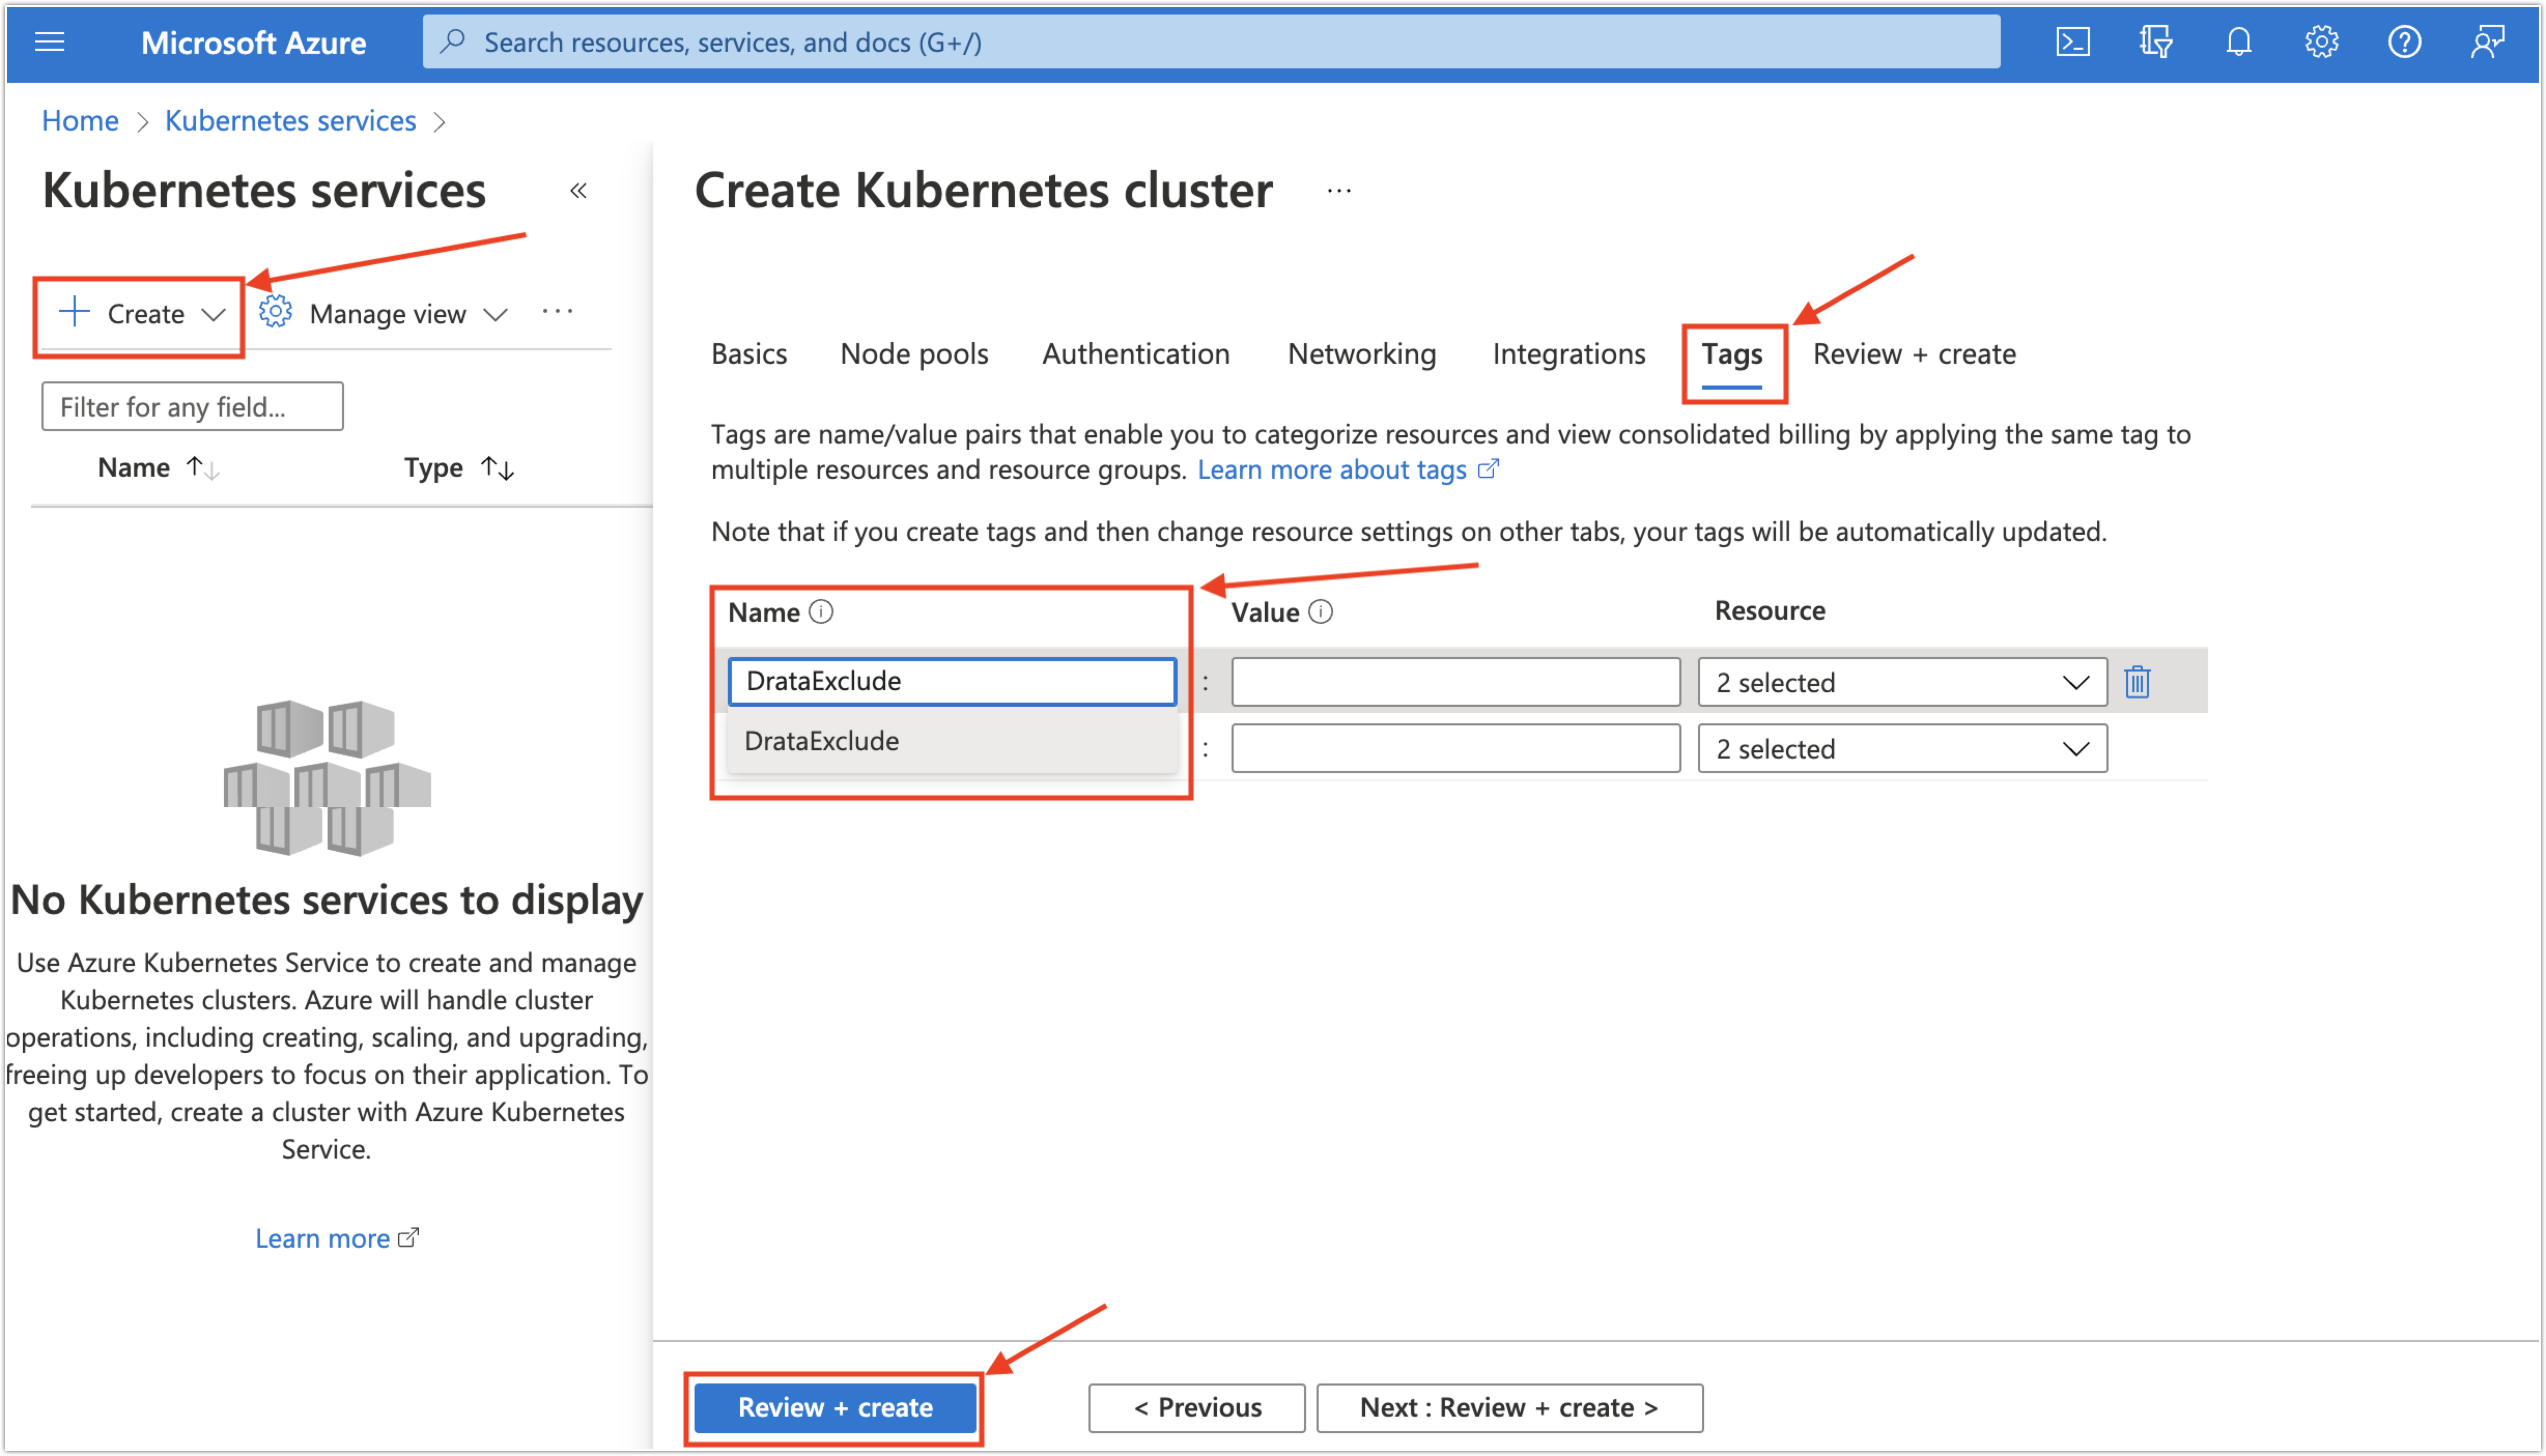 Microsoft Azure
Search resources, services, and docs (G+/)
Home > Kubernetes services >
Kubernetes services «
+ Create
Manage view ...
Filter for any field...
Name ↑↓ Type ↑↓
No Kubernetes services to display
Use Azure Kubernetes Service to create and manage
Kubernetes clusters. Azure will handle cluster
operations, including creating, scaling, and upgrading,
freeing up developers to focus on their application. To
get started, create a cluster with Azure Kubernetes
Service.
Learn more
Create Kubernetes cluster ...
Basics Node pools Authentication Networking Integrations Tags Review + create
Tags are name/value pairs that enable you to categorize resources and view consolidated billing by applying the same tag to
multiple resources and resource groups. Learn more about tags
Note that if you create tags and then change resource settings on other tabs, your tags will be automatically updated.
Name Value Resource
DrataExclude : 2 selected
DrataExclude : 2 selected
Review + create < Previous Next : Review + create >